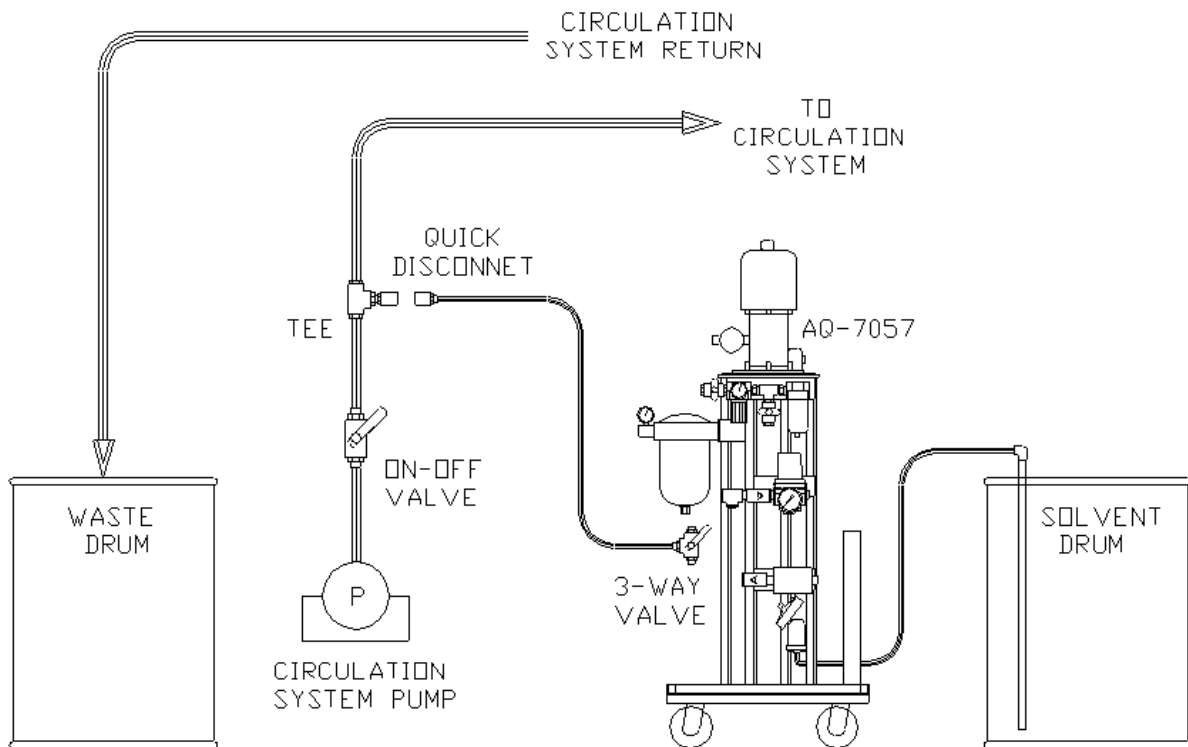 CIRCULATION
SYSTEM RETURN
TO
CIRCULATION
SYSTEM
QUICK
DISCONNET
TEE
AQ-7057
ON-OFF
VALVE
WASTE
DRUM
SOLVENT
DRUM
3-WAY
VALVE
P
CIRCULATION
SYSTEM PUMP